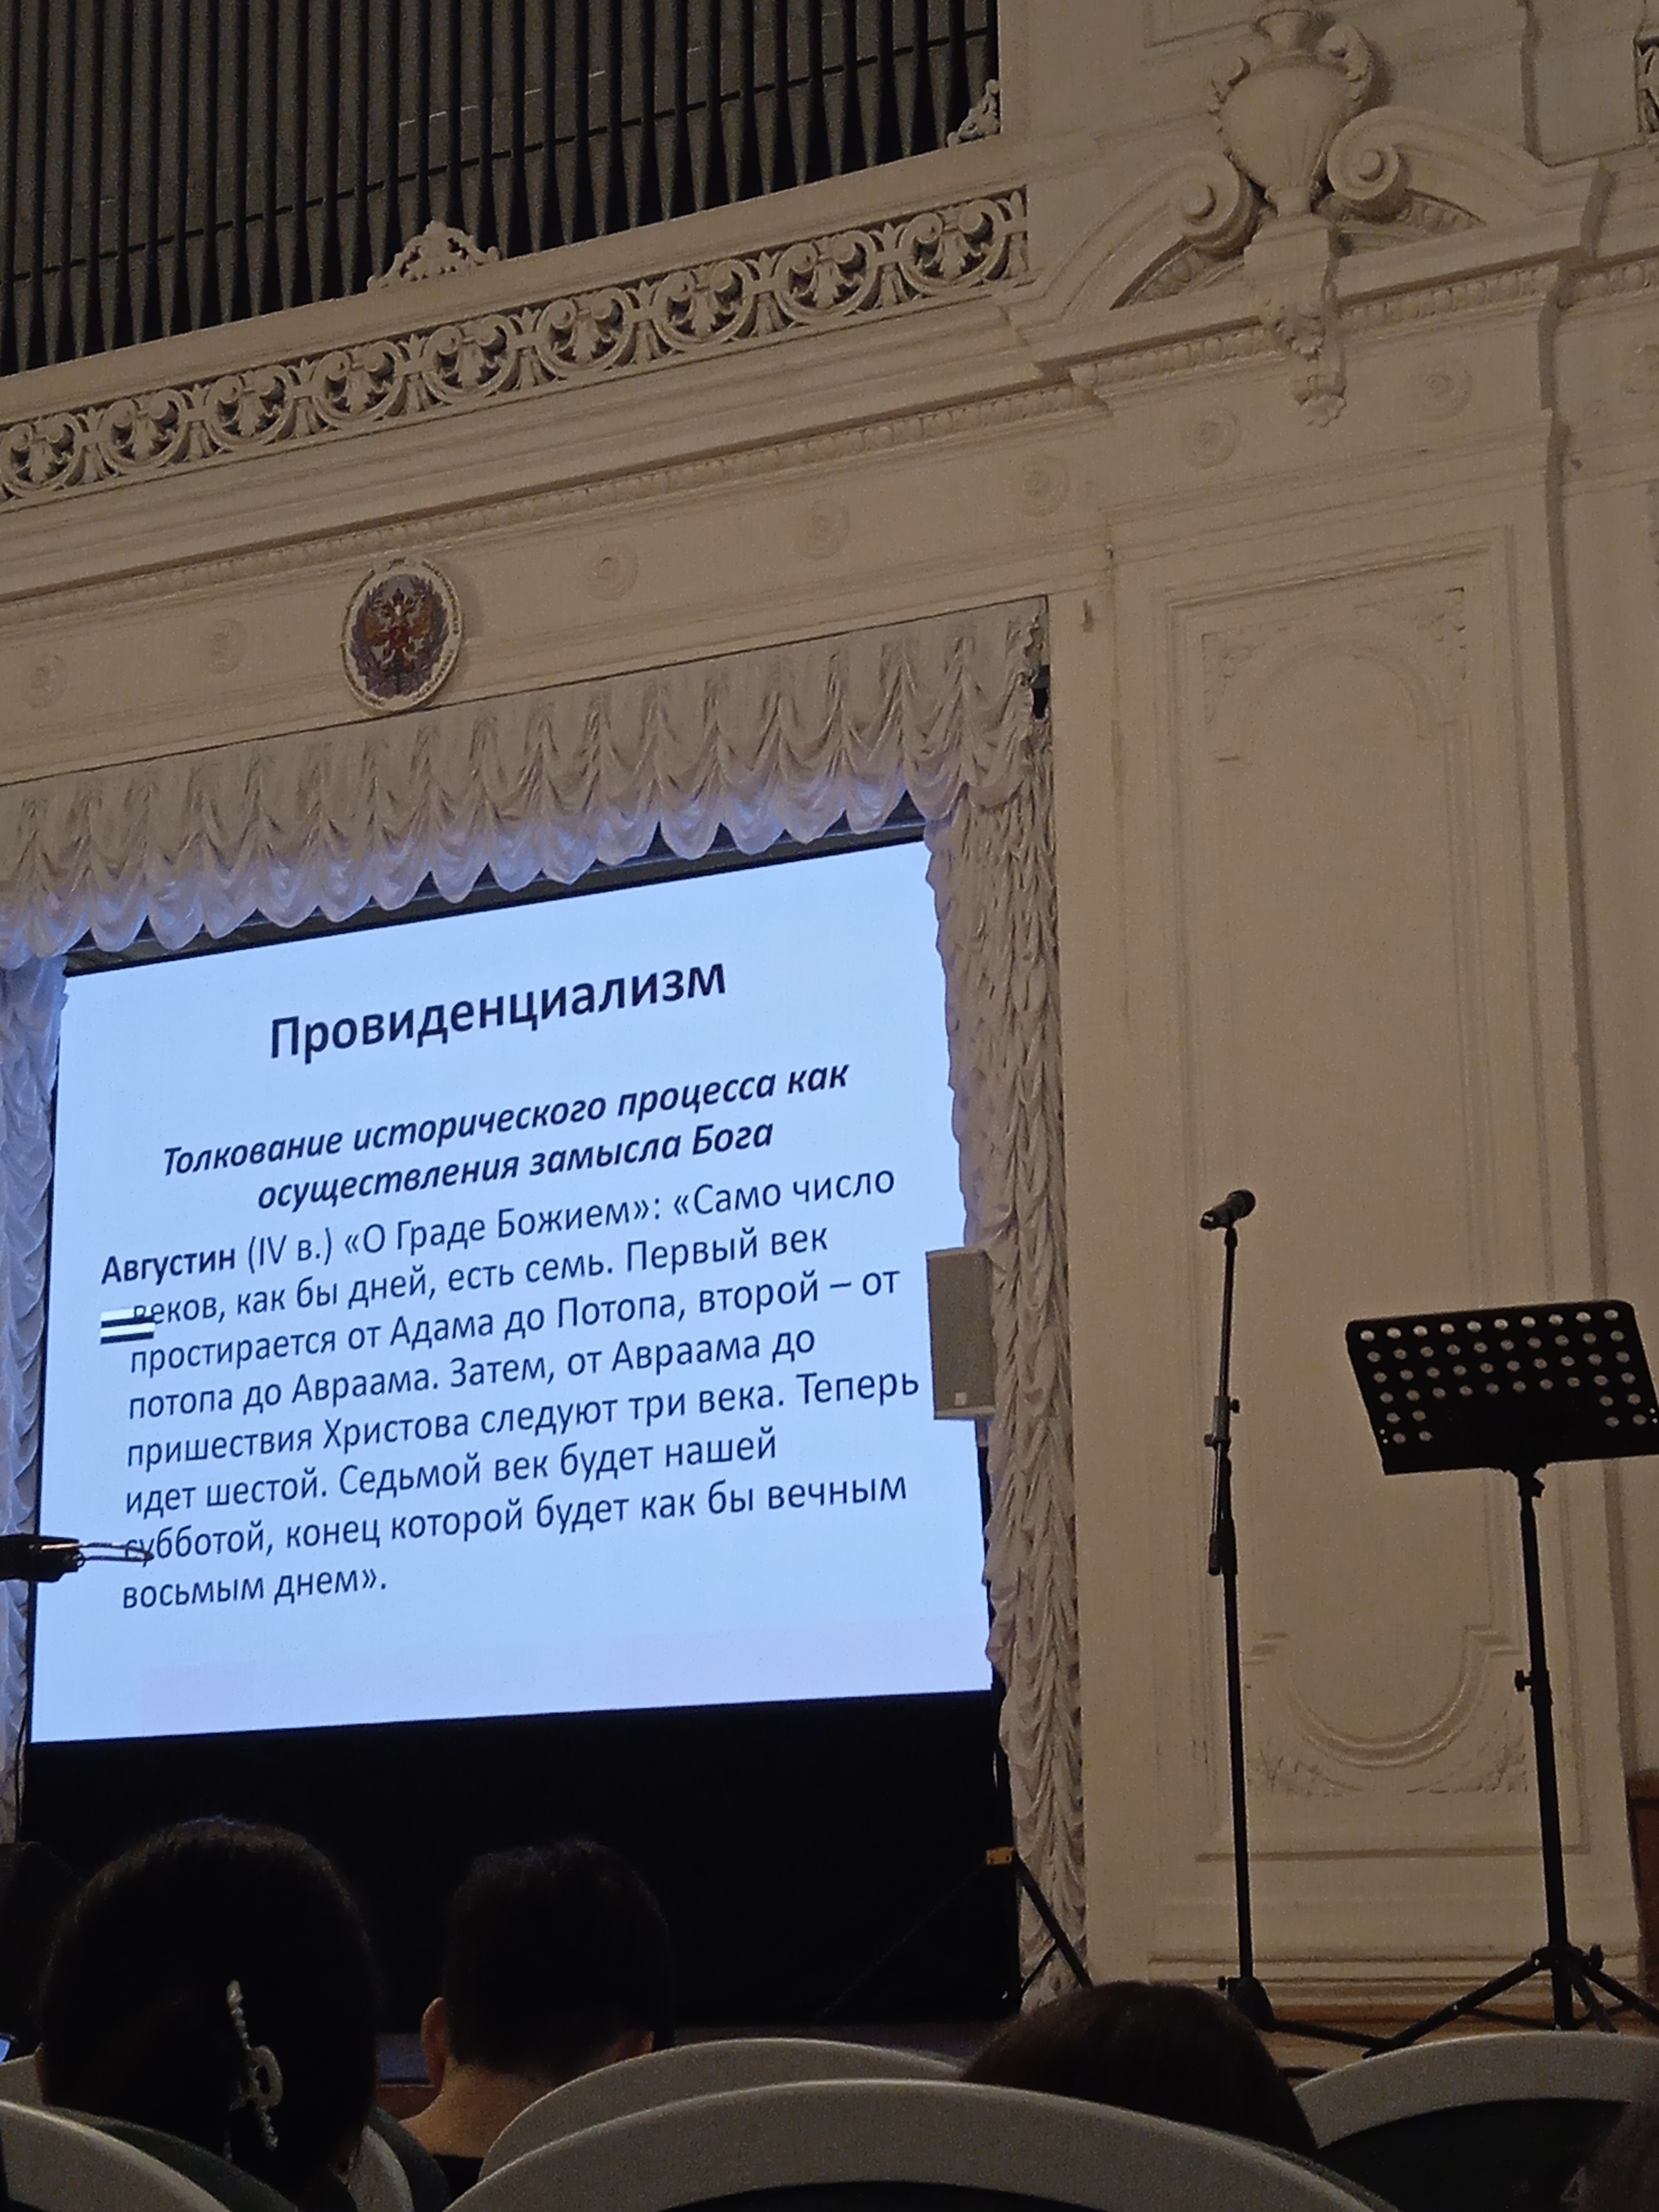 Провиденциализм
Толкование исторического процесса как
осуществления замысла Бога
Августин (IV в.) «О Граде Божием»: «Само число
веков, как бы дней, есть семь. Первый век
простирается от Адама до Потопа, второй – от
потопа до Авраама. Затем, от Авраама до
пришествия Христова следуют три века. Теперь
идет шестой. Седьмой век будет нашей
субботой, конец которой будет как бы вечным
восьмым днем».